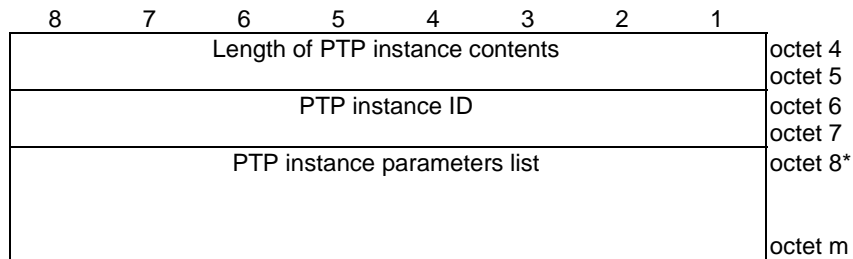 8 7 6 5 4 3 2 1
Length of PTP instance contents octet 4
octet 5
PTP instance ID octet 6
octet 7
PTP instance parameters list octet 8*
octet m